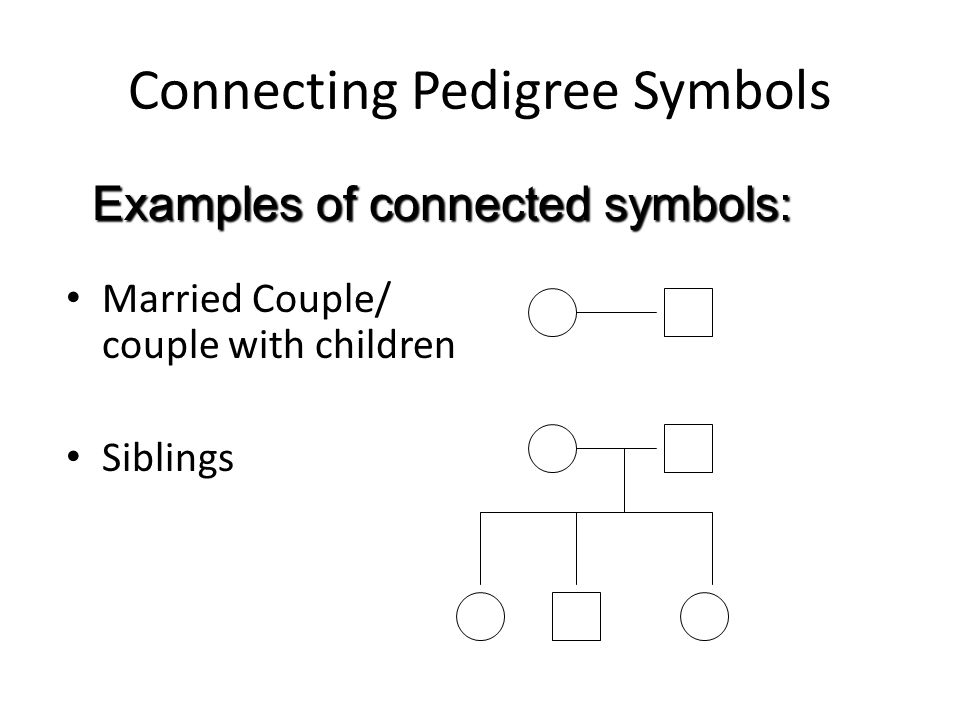 Connecting Pedigree Symbols
Examples of connected symbols:
• Married Couple/
couple with children
• Siblings